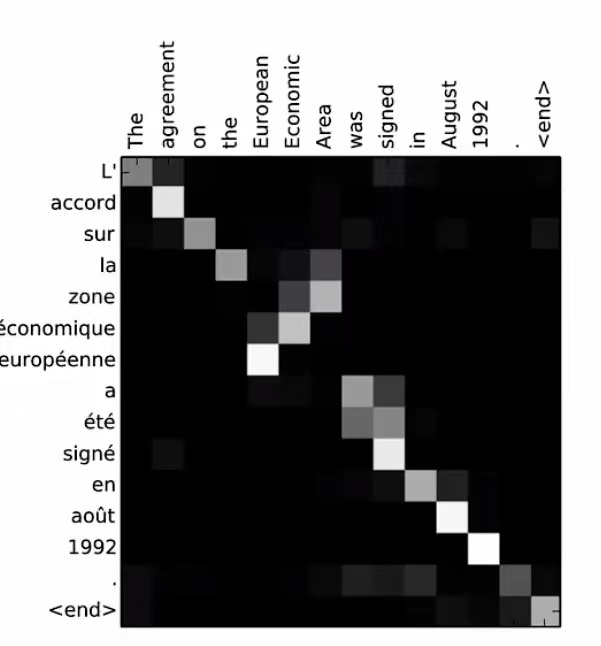 The agreement on the European Economic Area was signed in August 1992 . <end>
L'
accord
sur
la
zone
économique
européenne
a
été
signé
en
août
1992
.
<end>